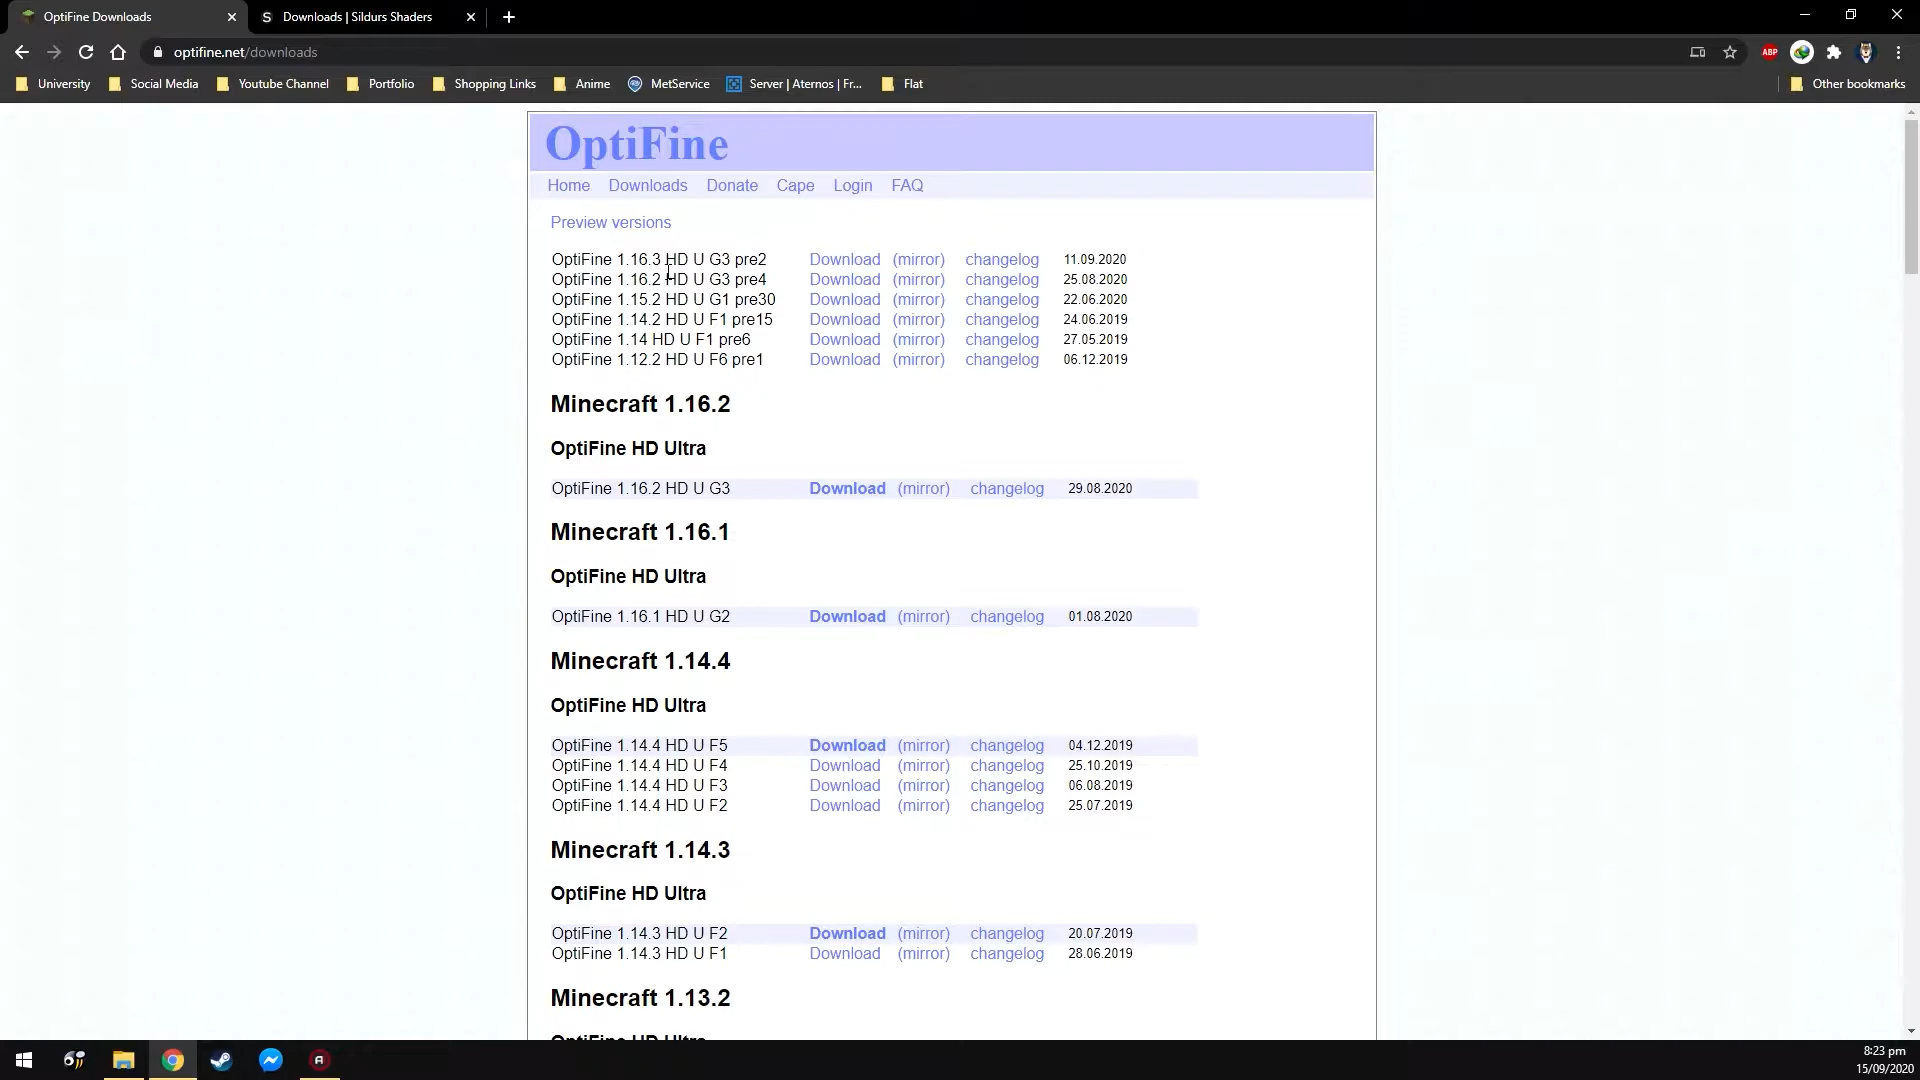 OptiFine Downloads
S Downloads | Sildurs Shaders
optifine.net/downloads
ABP
University Social Media Youtube Channel Portfolio Shopping Links Anime MetService Server | Aternos | Fr... Flat Other bookmarks
OptiFine
Home Downloads Donate Cape Login FAQ
Preview versions
OptiFine 1.16.3 HD U G3 pre2 Download (mirror) changelog 11.09.2020
OptiFine 1.16.2 HD U G3 pre4 Download (mirror) changelog 25.08.2020
OptiFine 1.15.2 HD U G1 pre30 Download (mirror) changelog 22.06.2020
OptiFine 1.14.2 HD U F1 pre15 Download (mirror) changelog 24.06.2019
OptiFine 1.14 HD U F1 pre6 Download (mirror) changelog 27.05.2019
OptiFine 1.12.2 HD U F6 pre1 Download (mirror) changelog 06.12.2019
Minecraft 1.16.2
OptiFine HD Ultra
OptiFine 1.16.2 HD U G3 Download (mirror) changelog 29.08.2020
Minecraft 1.16.1
OptiFine HD Ultra
OptiFine 1.16.1 HD U G2 Download (mirror) changelog 01.08.2020
Minecraft 1.14.4
OptiFine HD Ultra
OptiFine 1.14.4 HD U F5 Download (mirror) changelog 04.12.2019
OptiFine 1.14.4 HD U F4 Download (mirror) changelog 25.10.2019
OptiFine 1.14.4 HD U F3 Download (mirror) changelog 06.08.2019
OptiFine 1.14.4 HD U F2 Download (mirror) changelog 25.07.2019
Minecraft 1.14.3
OptiFine HD Ultra
OptiFine 1.14.3 HD U F2 Download (mirror) changelog 20.07.2019
OptiFine 1.14.3 HD U F1 Download (mirror) changelog 28.06.2019
Minecraft 1.13.2
OptiFine HD Ultra
8:23 pm
15/09/2020